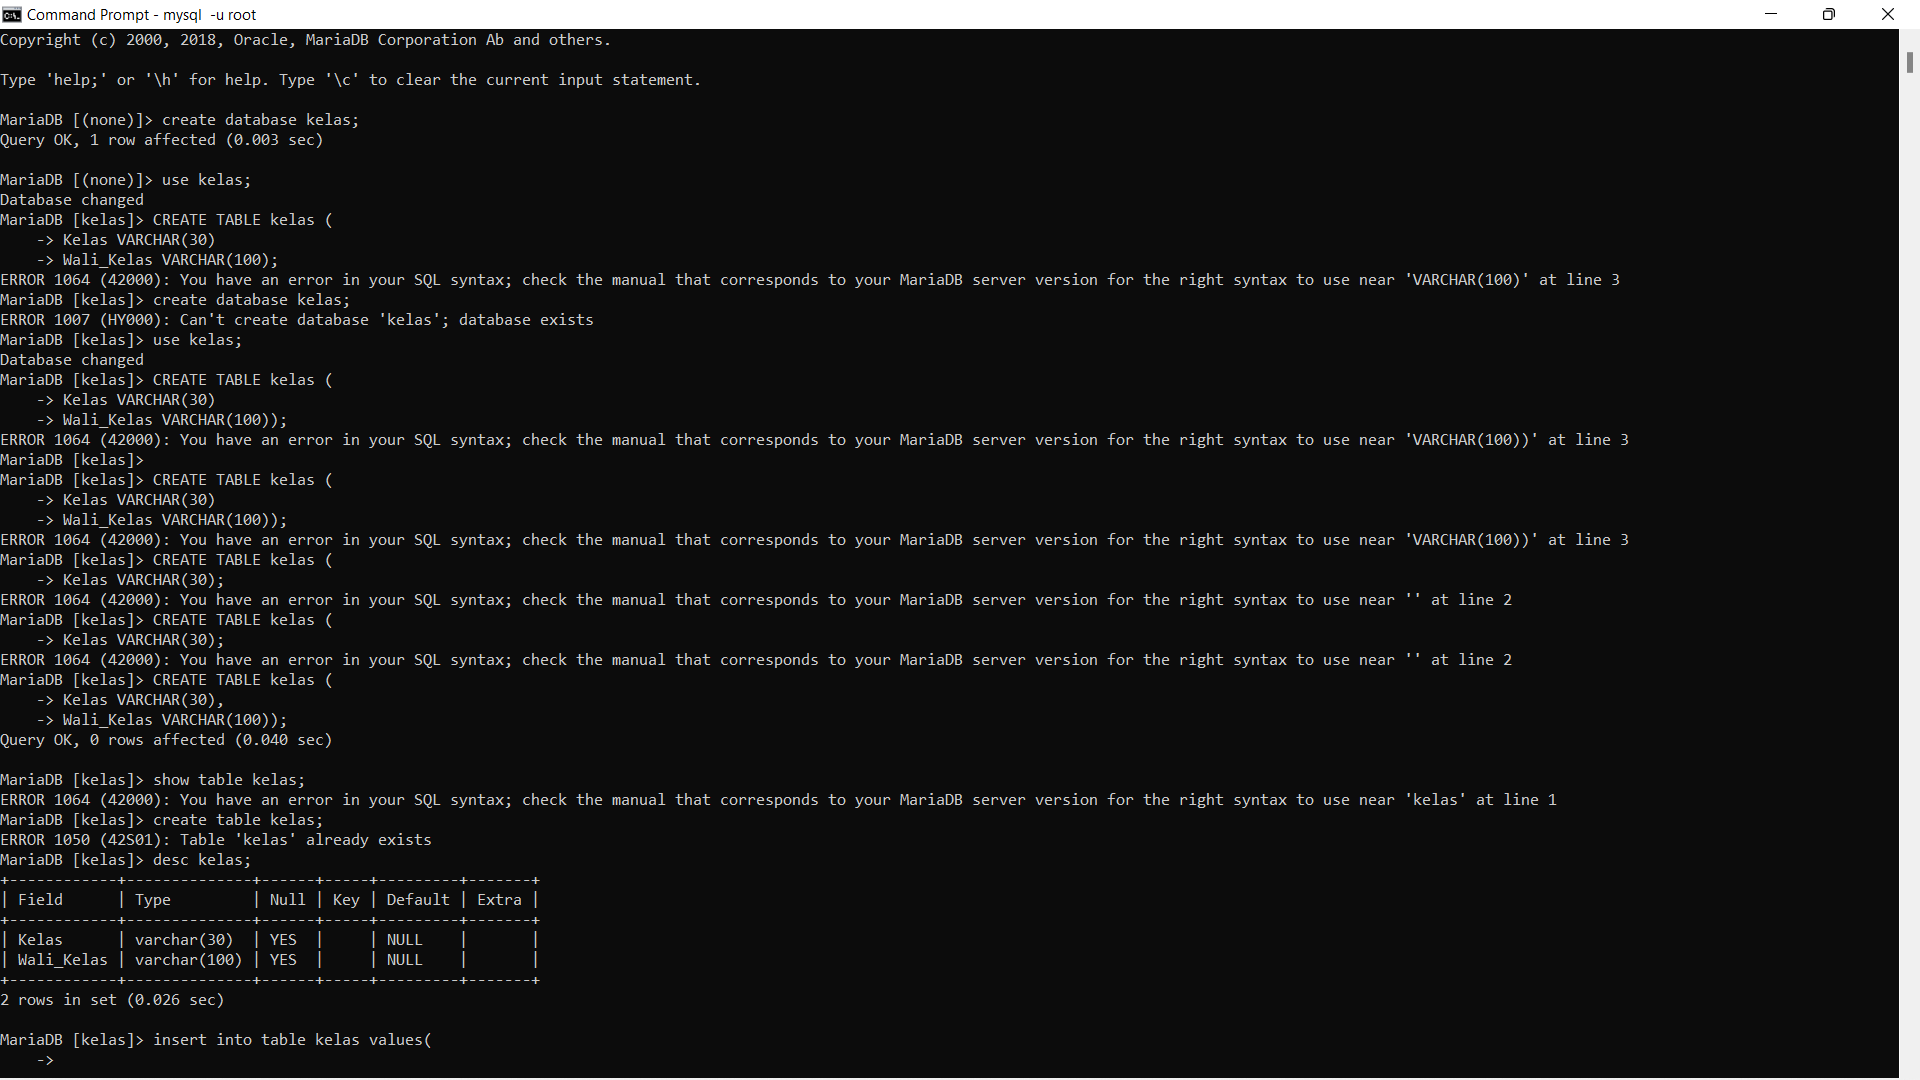 Command Prompt - mysql  -u root
Copyright (c) 2000, 2018, Oracle, MariaDB Corporation Ab and others.
Type 'help;' or '\h' for help. Type '\c' to clear the current input statement.
MariaDB [(none)]> create database kelas;
Query OK, 1 row affected (0.003 sec)
MariaDB [(none)]> use kelas;
Database changed
MariaDB [kelas]> CREATE TABLE kelas (
    -> Kelas VARCHAR(30)
    -> Wali_Kelas VARCHAR(100);
ERROR 1064 (42000): You have an error in your SQL syntax; check the manual that corresponds to your MariaDB server version for the right syntax to use near 'VARCHAR(100)' at line 3
MariaDB [kelas]> create database kelas;
ERROR 1007 (HY000): Can't create database 'kelas'; database exists
MariaDB [kelas]> use kelas;
Database changed
MariaDB [kelas]> CREATE TABLE kelas (
    -> Kelas VARCHAR(30)
    -> Wali_Kelas VARCHAR(100));
ERROR 1064 (42000): You have an error in your SQL syntax; check the manual that corresponds to your MariaDB server version for the right syntax to use near 'VARCHAR(100))' at line 3
MariaDB [kelas]>
MariaDB [kelas]> CREATE TABLE kelas (
    -> Kelas VARCHAR(30)
    -> Wali_Kelas VARCHAR(100));
ERROR 1064 (42000): You have an error in your SQL syntax; check the manual that corresponds to your MariaDB server version for the right syntax to use near 'VARCHAR(100))' at line 3
MariaDB [kelas]> CREATE TABLE kelas (
    -> Kelas VARCHAR(30);
ERROR 1064 (42000): You have an error in your SQL syntax; check the manual that corresponds to your MariaDB server version for the right syntax to use near '' at line 2
MariaDB [kelas]> CREATE TABLE kelas (
    -> Kelas VARCHAR(30);
ERROR 1064 (42000): You have an error in your SQL syntax; check the manual that corresponds to your MariaDB server version for the right syntax to use near '' at line 2
MariaDB [kelas]> CREATE TABLE kelas (
    -> Kelas VARCHAR(30),
    -> Wali_Kelas VARCHAR(100));
Query OK, 0 rows affected (0.040 sec)
MariaDB [kelas]> show table kelas;
ERROR 1064 (42000): You have an error in your SQL syntax; check the manual that corresponds to your MariaDB server version for the right syntax to use near 'kelas' at line 1
MariaDB [kelas]> create table kelas;
ERROR 1050 (42S01): Table 'kelas' already exists
MariaDB [kelas]> desc kelas;
+------------+--------------+------+-----+---------+-------+
| Field      | Type         | Null | Key | Default | Extra |
+------------+--------------+------+-----+---------+-------+
| Kelas      | varchar(30)  | YES  |     | NULL    |       |
| Wali_Kelas | varchar(100) | YES  |     | NULL    |       |
+------------+--------------+------+-----+---------+-------+
2 rows in set (0.026 sec)
MariaDB [kelas]> insert into table kelas values(
    ->